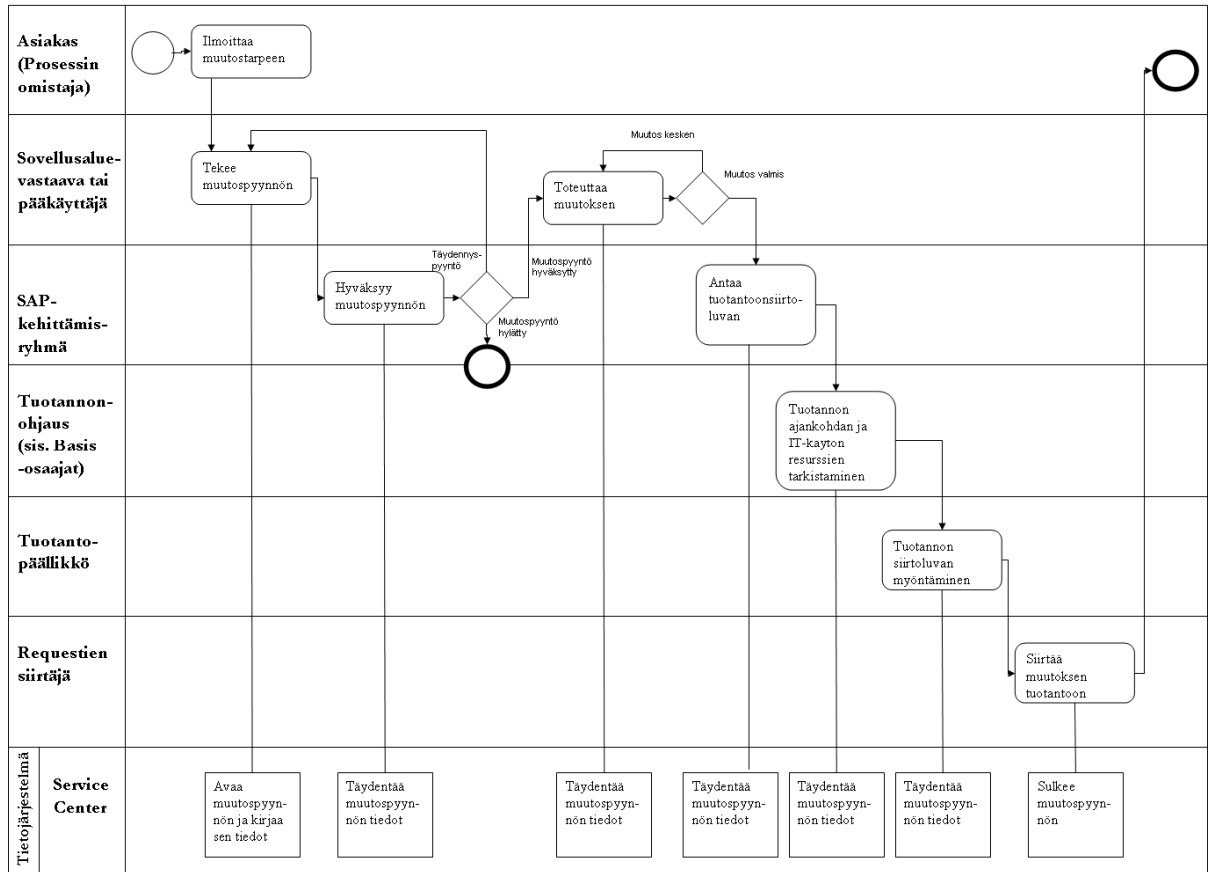 Asiakas
(Prosessin
omistaja)
Ilmoittaa
muutostarpeen
Sovellusalue-
vastaava tai
pääkäyttäjä
Tekee
muutospyynnön
Toteuttaa
muutoksen
Muutos kesken
Muutos valmis
SAP-
kehittämis-
ryhmä
Hyväksyy
muutospyynnön
Täydennys-
pyyntö
Muutospyyntö
hyväksytty
Muutospyyntö
hylätty
Antaa
tuotantoonsiirto-
luvan
Tuotannon-
ohjaus
(sis. Basis
-osaajat)
Tuotannon
ajankohdan ja
IT-kayton
resurssien
tarkistaminen
Tuotanto-
päällikkö
Tuotannon
siirtoluvan
myöntäminen
Requestien
siirtäjä
Siirtää
muutoksen
tuotantoon
Tietojärjestelmä
Service
Center
Avaa
muutospyyn-
nön ja kirjaa
sen tiedot
Täydentää
muutospyyn-
nön tiedot
Täydentää
muutospyyn-
nön tiedot
Täydentää
muutospyyn-
nön tiedot
Täydentää
muutospyyn-
nön tiedot
Täydentää
muutospyyn-
nön tiedot
Sulkee
muutospyyn-
nön